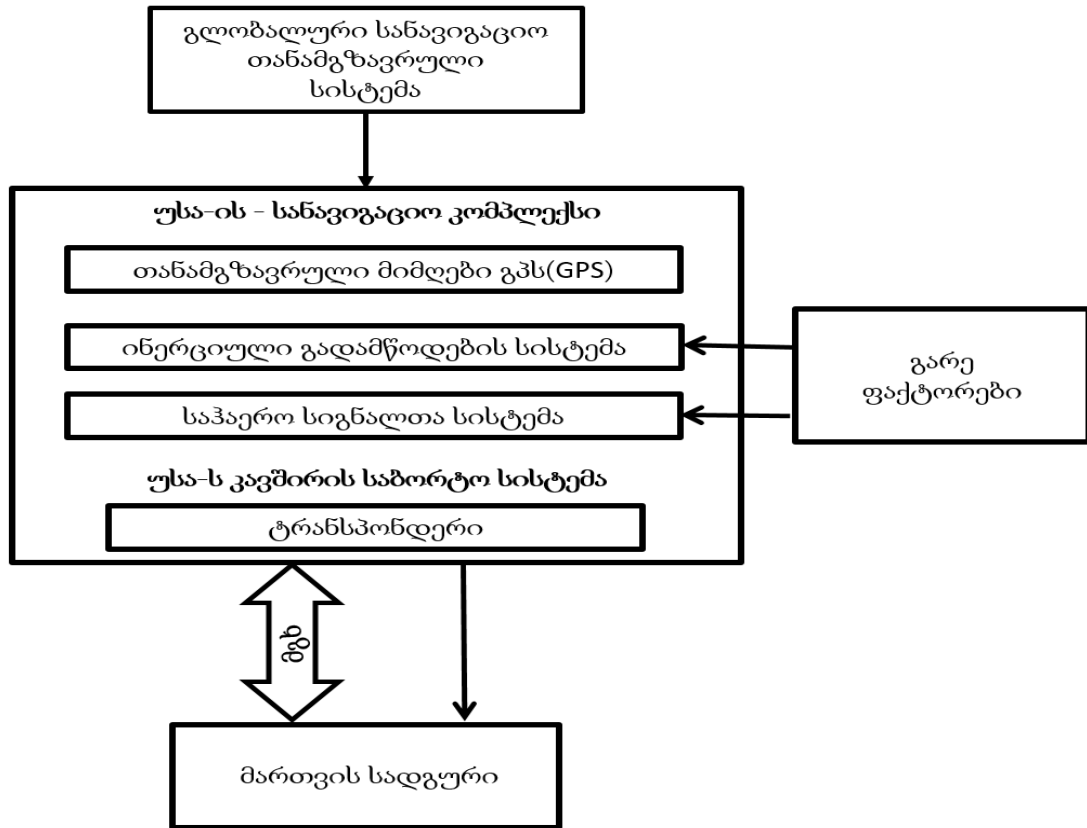 გლობალური სანავიგაციო
თანამგზავრული
სისტემა
უსა-ის - სანავიგაციო კომპლექსი
თანამგზავრული მიმღები გპს(GPS)
ინერციული გადამწოდების სისტემა
საჰაერო სიგნალთა სისტემა
გარე
ფაქტორები
უსა-ს კავშირის საბორტო სისტემა
ტრანსპონდერი
მგხ
მართვის სადგური